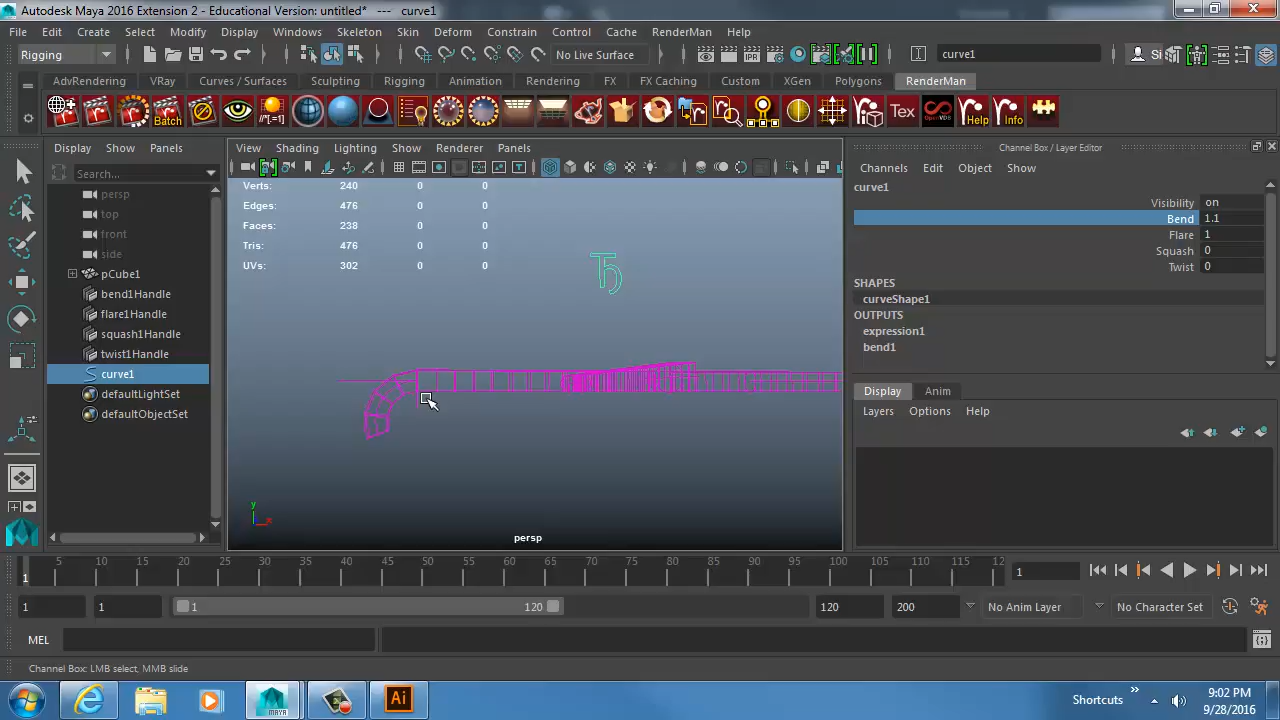 Autodesk Maya 2016 Extension 2 - Educational Version: untitled* --- curve1
File Edit Create Select Modify Display Windows Skeleton Skin Deform Constrain Control Cache RenderMan Help
Rigging No Live Surface curve1 Si
AdvRendering VRay Curves / Surfaces Sculpting Rigging Animation Rendering FX FX Caching Custom XGen Polygons RenderMan
Batch //"[.=1] Tex OpenVDB Help Info
Display Show Panels
Search...
persp
top
front
side
pCube1
bend1Handle
flare1Handle
squash1Handle
twist1Handle
curve1
defaultLightSet
defaultObjectSet
View Shading Lighting Show Renderer Panels
Verts: 240 0 0
Edges: 476 0 0
Faces: 238 0 0
Tris: 476 0 0
UVs: 302 0 0
Ђ
y
x
persp
Channel Box / Layer Editor
Channels Edit Object Show
curve1
Visibility on
Bend 1.1
Flare 1
Squash 0
Twist 0
SHAPES
curveShape1
OUTPUTS
expression1
bend1
Display Anim
Layers Options Help
5 10 15 20 25 30 35 40 45 50 55 60 65 70 75 80 85 90 95 100 105 110 115 12
1 1
1 1 1 120 120 200 No Anim Layer No Character Set
MEL
Channel Box: LMB select, MMB slide
MAYA Ai Shortcuts 9:02 PM
9/28/2016